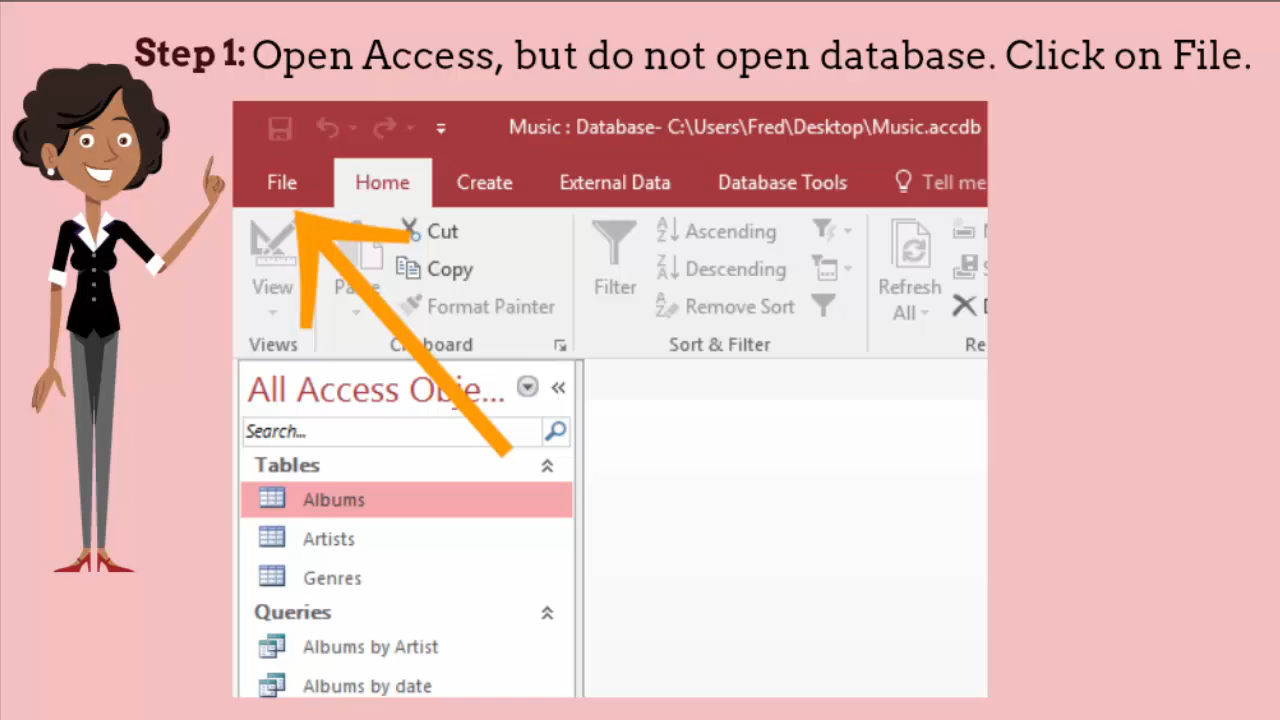 Step 1: Open Access, but do not open database. Click on File.
Music : Database- C:\Users\Fred\Desktop\Music.accdb
File Home Create External Data Database Tools Tell me
Cut Ascending
Copy Descending
View Filter Refresh
Format Painter Remove Sort All
Views Sort & Filter
All Access Obje...
Search...
Tables
Albums
Artists
Genres
Queries
Albums by Artist
Albums by date